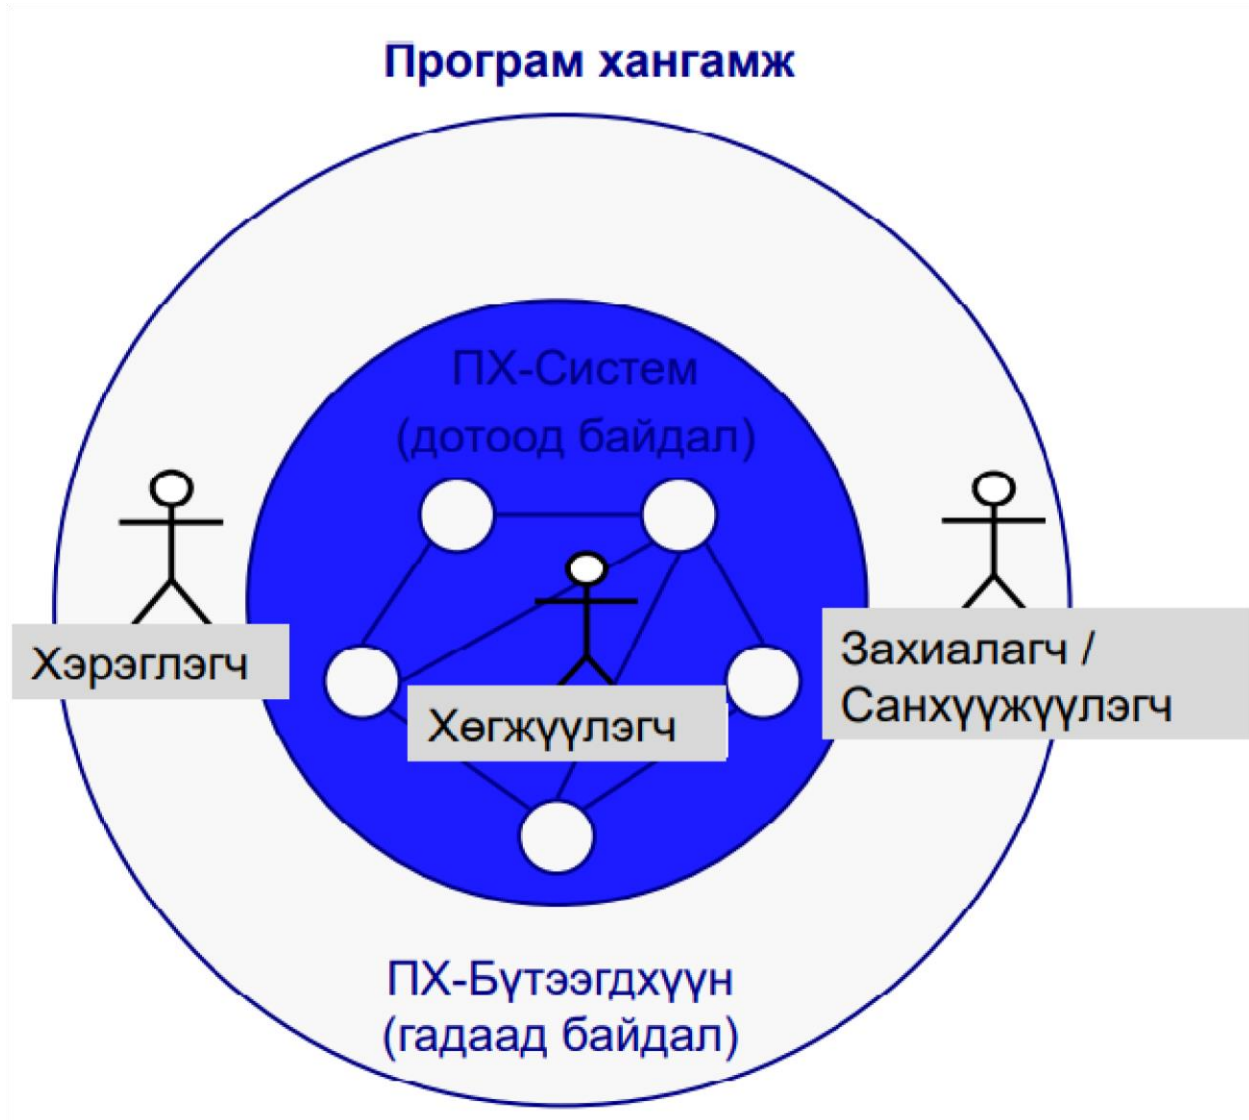 Програм хангамж
ПХ-Систем
(дотоод байдал)
Хэрэглэгч
Хөгжүүлэгч
Захиалагч /
Санхүүжүүлэгч
ПХ-Бүтээгдхүүн
(гадаад байдал)